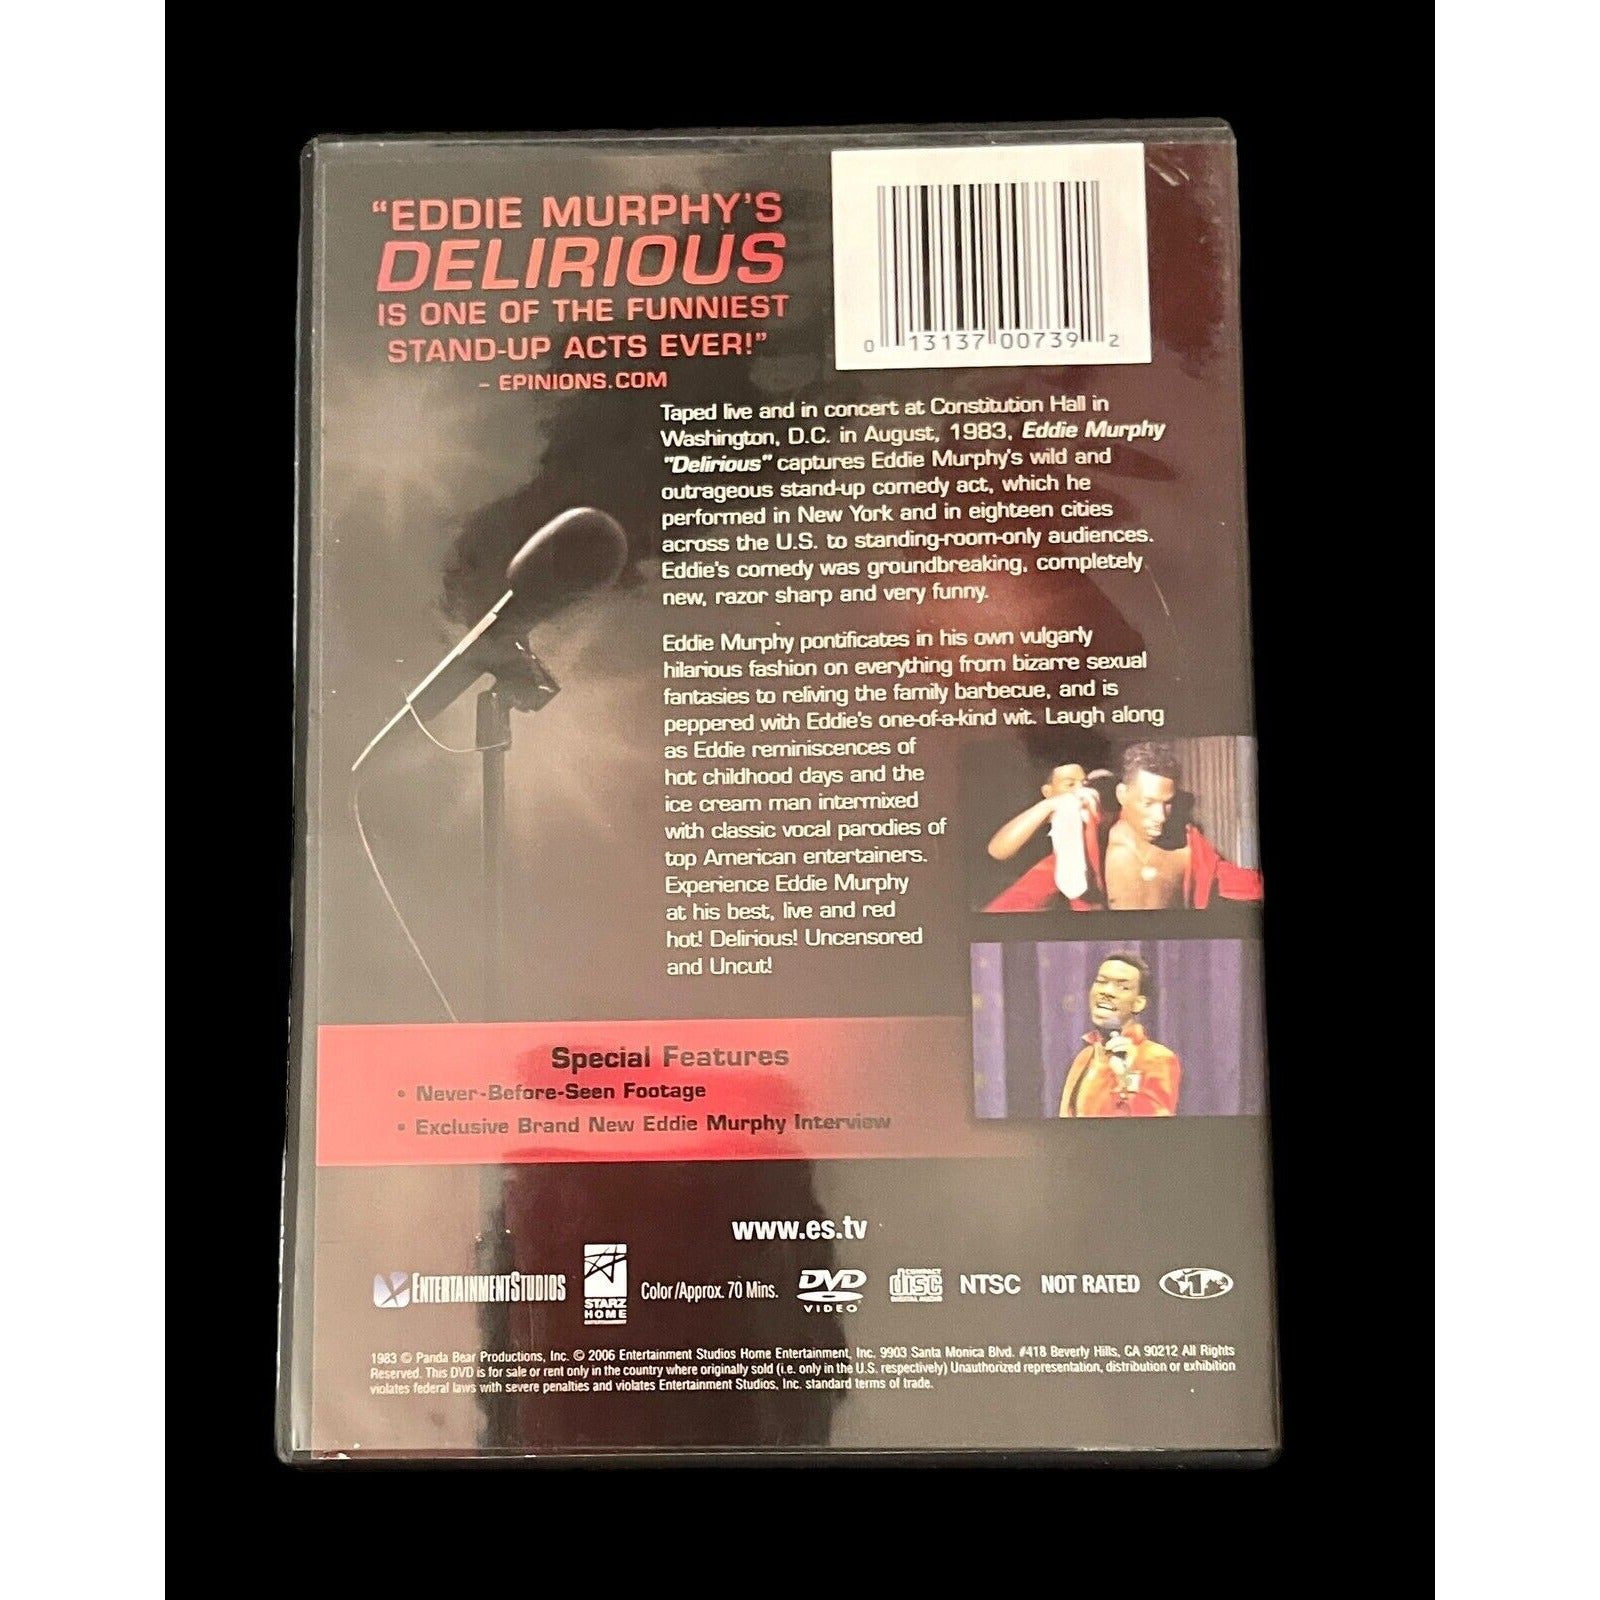 “EDDIE MURPHY’S
DELIRIOUS
IS ONE OF THE FUNNIEST
STAND-UP ACTS EVER!”
– EPINIONS.COM
0 13137 00739 2
Taped live and in concert at Constitution Hall in
Washington, D.C. in August, 1983, Eddie Murphy
"Delirious" captures Eddie Murphy's wild and
outrageous stand-up comedy act, which he
performed in New York and in eighteen cities
across the U.S. to standing-room-only audiences.
Eddie's comedy was groundbreaking, completely
new, razor sharp and very funny.
Eddie Murphy pontificates in his own vulgarly
hilarious fashion on everything from bizarre sexual
fantasies to reliving the family barbecue, and is
peppered with Eddie's one-of-a-kind wit. Laugh along
as Eddie reminiscences of
hot childhood days and the
ice cream man intermixed
with classic vocal parodies of
top American entertainers.
Experience Eddie Murphy
at his best, live and red
hot! Delirious! Uncensored
and Uncut!
Special Features
• Never-Before-Seen Footage
• Exclusive Brand New Eddie Murphy Interview
www.es.tv
ENTERTAINMENTSTUDIOS
STARZ
HOME
ENTERTAINMENT
Color/Approx. 70 Mins.
DVD
VIDEO
COMPACT
disc
DIGITAL AUDIO
NTSC
NOT RATED
1
1983 © Panda Bear Productions, Inc. © 2006 Entertainment Studios Home Entertainment, Inc. 9903 Santa Monica Blvd. #418 Beverly Hills, CA 90212 All Rights
Reserved. This DVD is for sale or rent only in the country where originally sold (i.e. only in the U.S. respectively) Unauthorized representation, distribution or exhibition
violates federal laws with severe penalties and violates Entertainment Studios, Inc. standard terms of trade.